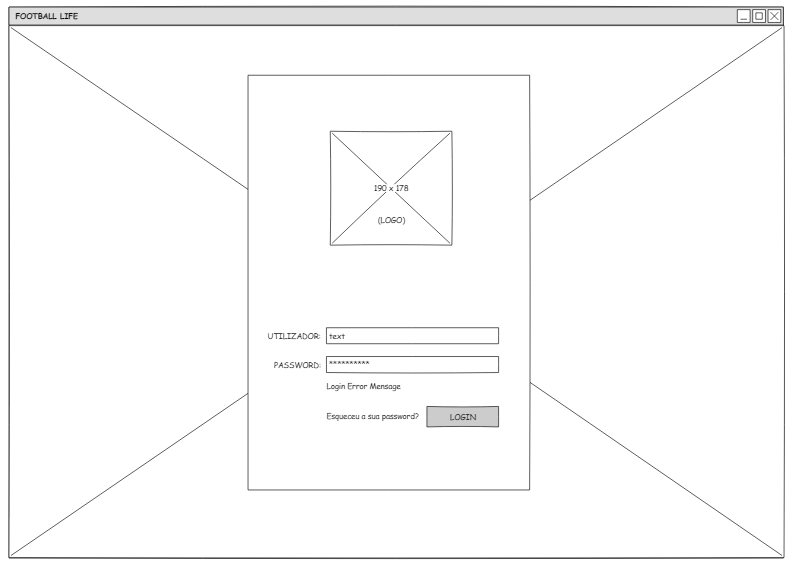 FOOTBALL LIFE
190 x 178
(LOGO)
UTILIZADOR: text
PASSWORD: **********
Login Error Mensage
Esqueceu a sua password? LOGIN